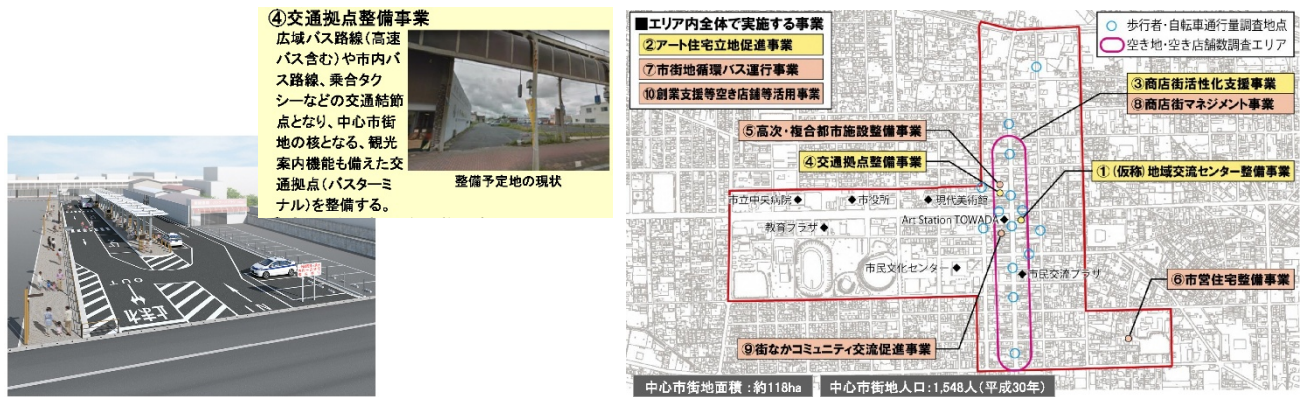 ④交通拠点整備事業
広域バス路線(高速
バス含む)や市内バ
ス路線、乗合タク
シーなどの交通結節
点となり、中心市街
地の核となる、観光
案内機能も備えた交
通拠点(バスターミ
ナル)を整備する。
整備予定地の現状
OUT
IN
止まれ
■エリア内全体で実施する事業
②アート住宅立地促進事業
⑦市街地循環バス運行事業
⑩創業支援等空き店舗等活用事業
歩行者・自転車通行量調査地点
空き地・空き店舗数調査エリア
③商店街活性化支援事業
⑧商店街マネジメント事業
⑤高次・複合都市施設整備事業
④交通拠点整備事業
①(仮称)地域交流センター整備事業
市立中央病院
市役所
現代美術館
Art Station TOWADA
教育プラザ
市民文化センター
市民交流プラザ
⑥市営住宅整備事業
⑨街なかコミュニティ交流促進事業
中心市街地面積:約118ha
中心市街地人口:1,548人(平成30年)